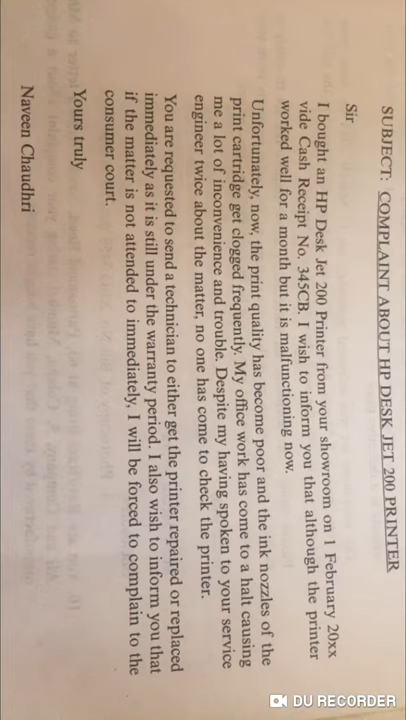 SUBJECT: COMPLAINT ABOUT HP DESK JET 200 PRINTER
Sir
I bought an HP Desk Jet 200 Printer from your showroom on 1 February 20xx
vide Cash Receipt No. 345CB. I wish to inform you that although the printer
worked well for a month but it is malfunctioning now.
Unfortunately, now, the print quality has become poor and the ink nozzles of the
print cartridge get clogged frequently. My office work has come to a halt causing
me a lot of inconvenience and trouble. Despite my having spoken to your service
engineer twice about the matter, no one has come to check the printer.
You are requested to send a technician to either get the printer repaired or replaced
immediately as it is still under the warranty period. I also wish to inform you that
if the matter is not attended to immediately, I will be forced to complain to the
consumer court.
Yours truly
Naveen Chaudhri
DU RECORDER